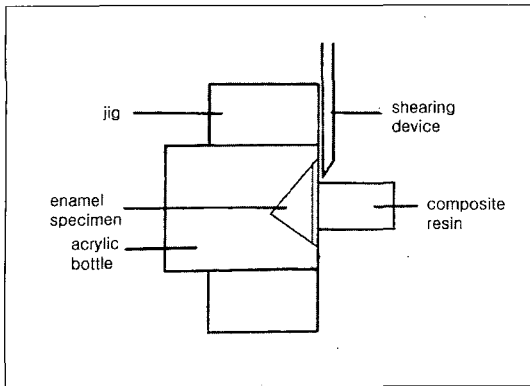 jig
shearing
device
enamel
specimen
acrylic
bottle
composite
resin